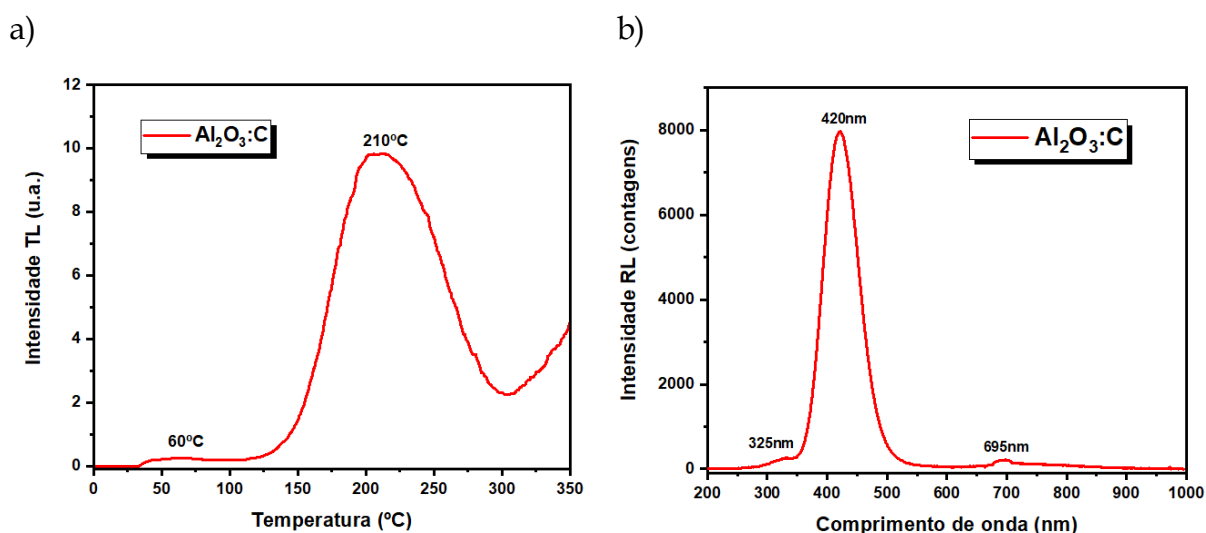 a)
b)
Al₂O₃:C
210ºC
60ºC
12
10
8
6
4
2
0
0 50 100 150 200 250 300 350
Intensidade TL (u.a.)
Temperatura (ºC)
Al₂O₃:C
420nm
325nm
695nm
8000
6000
4000
2000
0
200 300 400 500 600 700 800 900 1000
Intensidade RL (contagens)
Comprimento de onda (nm)